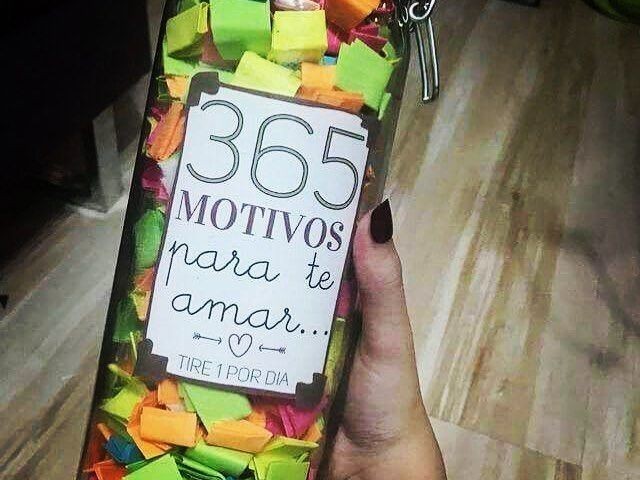 365
MOTIVOS
para te
amar...
TIRE 1 POR DIA